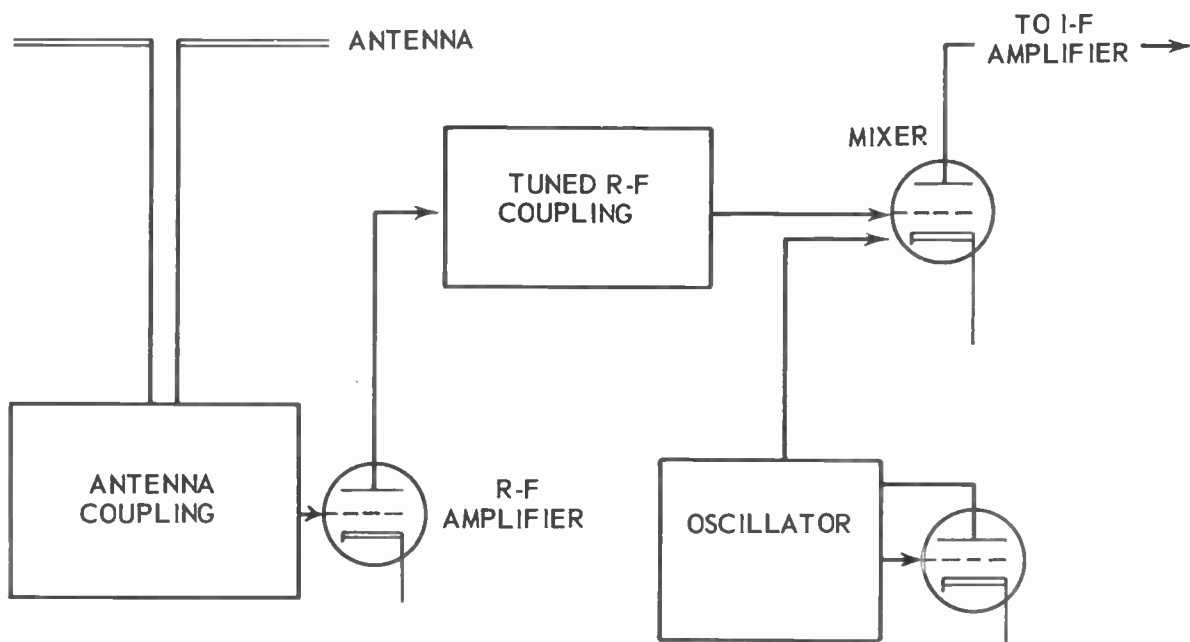 ANTENNA
TO I-F
AMPLIFIER
MIXER
TUNED R-F
COUPLING
ANTENNA
COUPLING
R-F
AMPLIFIER
OSCILLATOR